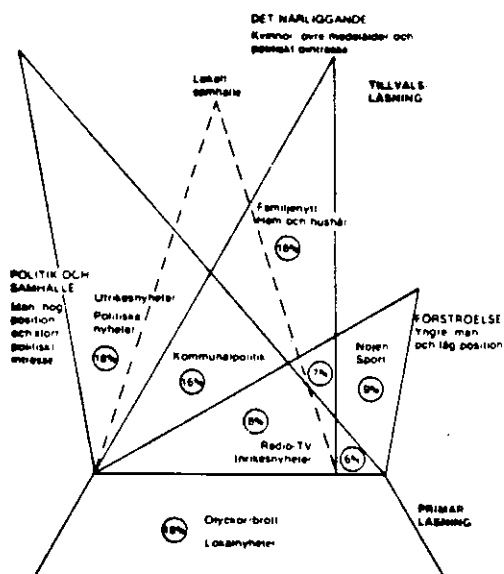 DET NÄRLIGGANDE
Kvinnor övre medelålder och
politiskt ointresse
Lokalt
samhälle
TILLVALS-
LÄSNING
Familjenytt
Hem och hushåll
18%
POLITIK OCH
SAMHÄLLE
Män hög
position
och stort
politiskt
intresse
Utrikesnyheter
Politiska
nyheter
18%
FÖRSTRÖELSE
Yngre män
och låg position
Kommunalpolitik
16%
7%
Nöjen
Sport
9%
8%
Radio-TV
Inrikesnyheter
6%
PRIMÄR
LÄSNING
18%
Olyckor-brott
Lokalnyheter